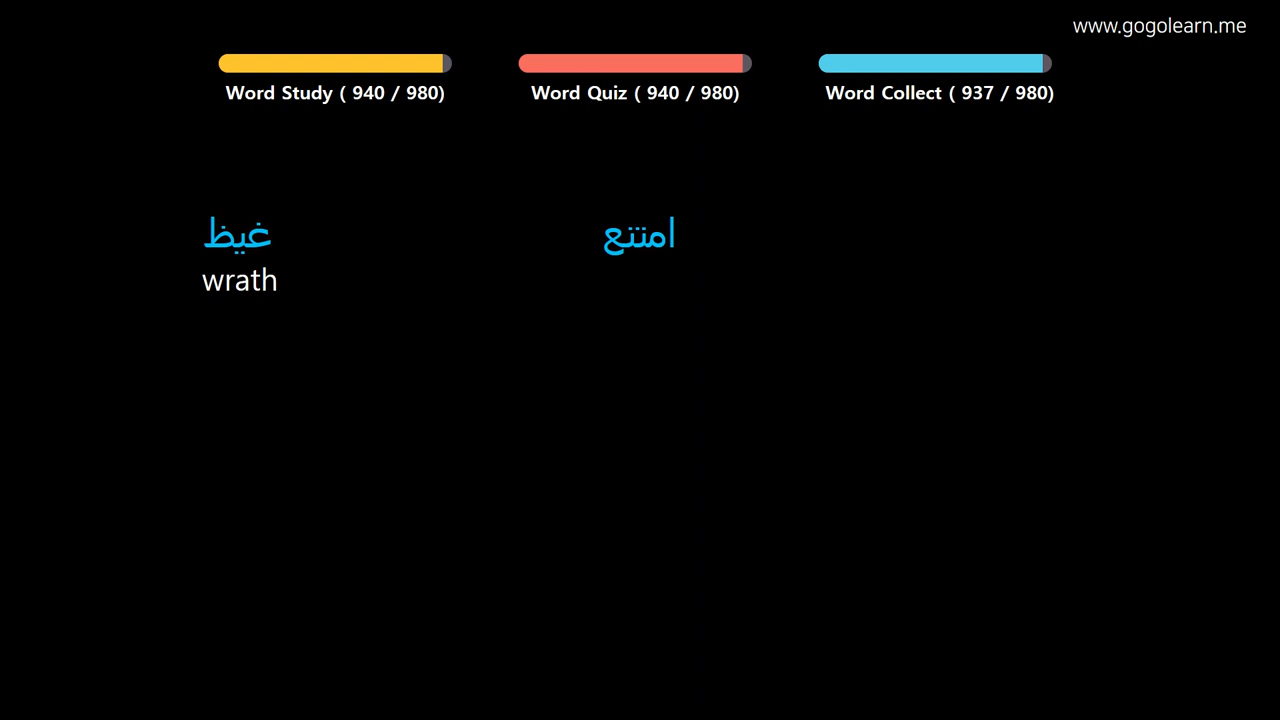 www.gogolearn.me
Word Study ( 940 / 980)
Word Quiz ( 940 / 980)
Word Collect ( 937 / 980)
غيظ
wrath
امتنع